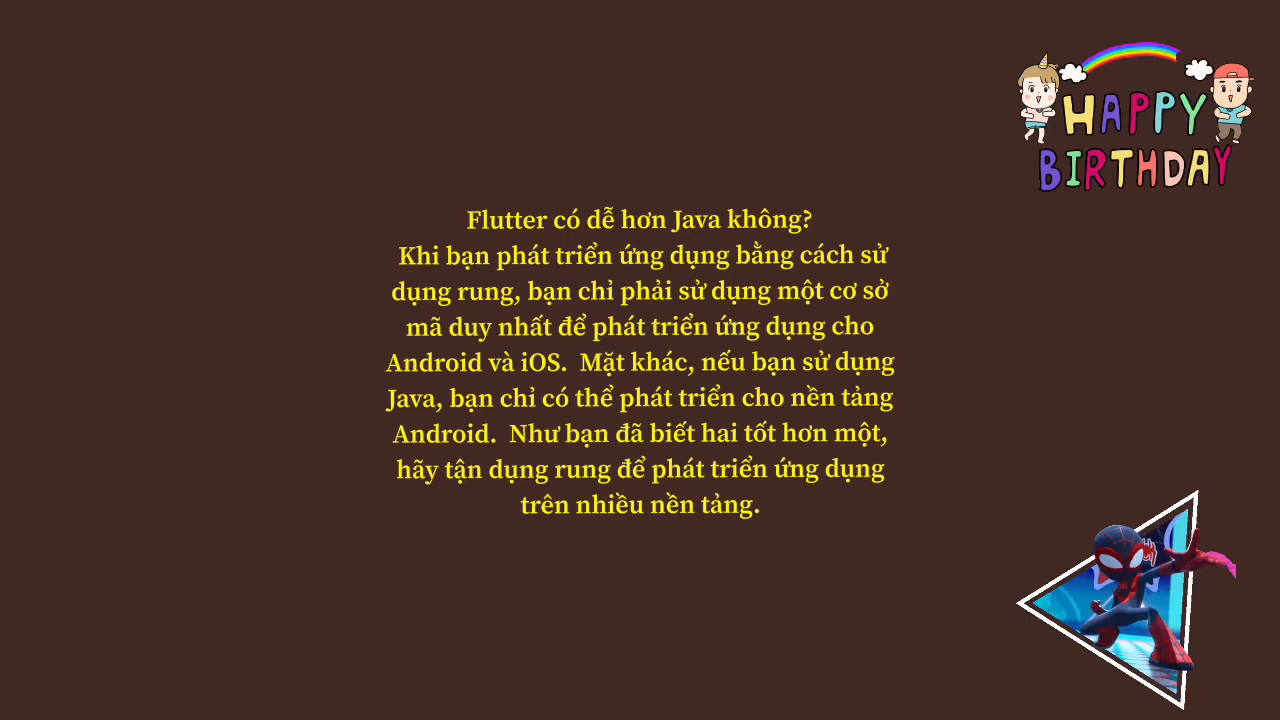 HAPPY
BIRTHDAY
Flutter có dễ hơn Java không?
Khi bạn phát triển ứng dụng bằng cách sử
dụng rung, bạn chỉ phải sử dụng một cơ sở
mã duy nhất để phát triển ứng dụng cho
Android và iOS.  Mặt khác, nếu bạn sử dụng
Java, bạn chỉ có thể phát triển cho nền tảng
Android.  Như bạn đã biết hai tốt hơn một,
hãy tận dụng rung để phát triển ứng dụng
trên nhiều nền tảng.